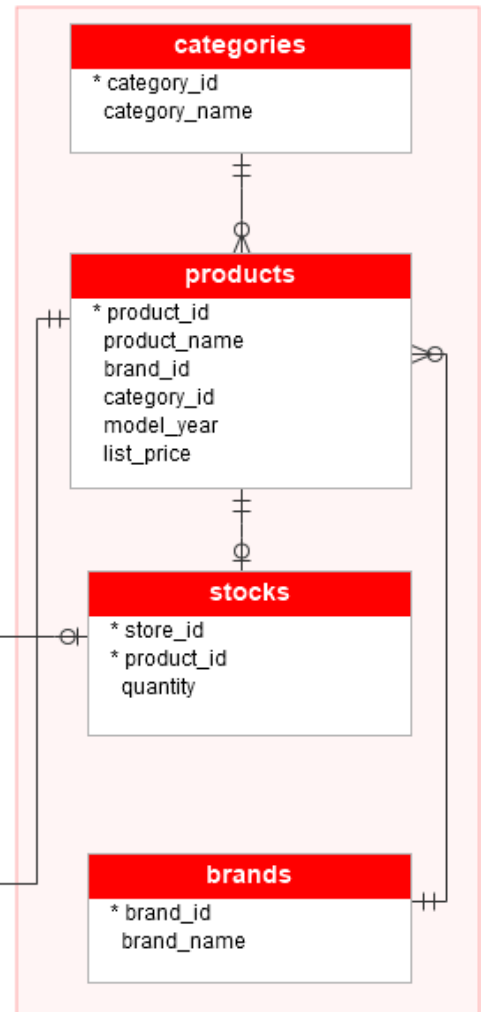 categories
* category_id
category_name
products
* product_id
product_name
brand_id
category_id
model_year
list_price
stocks
* store_id
* product_id
quantity
brands
* brand_id
brand_name